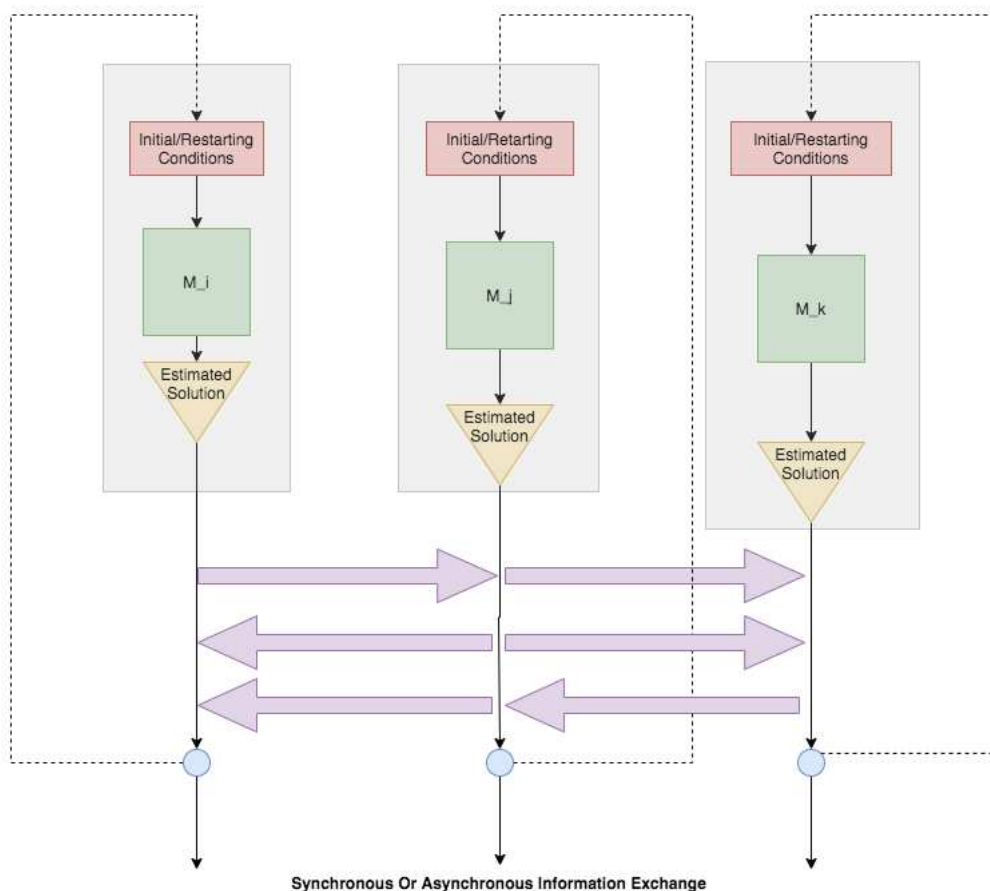 Initial/Restarting
Conditions
Initial/Retarting
Conditions
Initial/Restarting
Conditions
M_i
M_j
M_k
Estimated
Solution
Estimated
Solution
Estimated
Solution
Synchronous Or Asynchronous Information Exchange